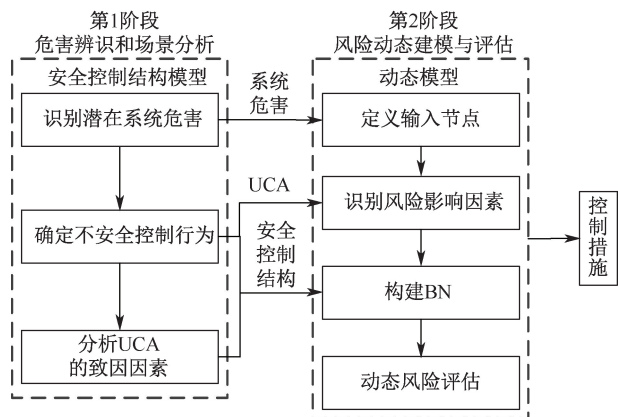 第1阶段
危害辨识和场景分析
安全控制结构模型
识别潜在系统危害
确定不安全控制行为
分析UCA
的致因因素
系统
危害
UCA
安全
控制
结构
第2阶段
风险动态建模与评估
动态模型
定义输入节点
识别风险影响因素
构建BN
动态风险评估
控制措施